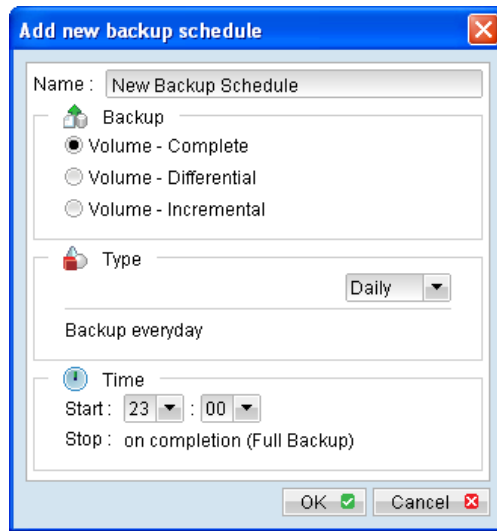 Add new backup schedule
Name : New Backup Schedule
Backup
Volume - Complete
Volume - Differential
Volume - Incremental
Type
Daily
Backup everyday
Time
Start : 23 : 00
Stop : on completion (Full Backup)
OK Cancel